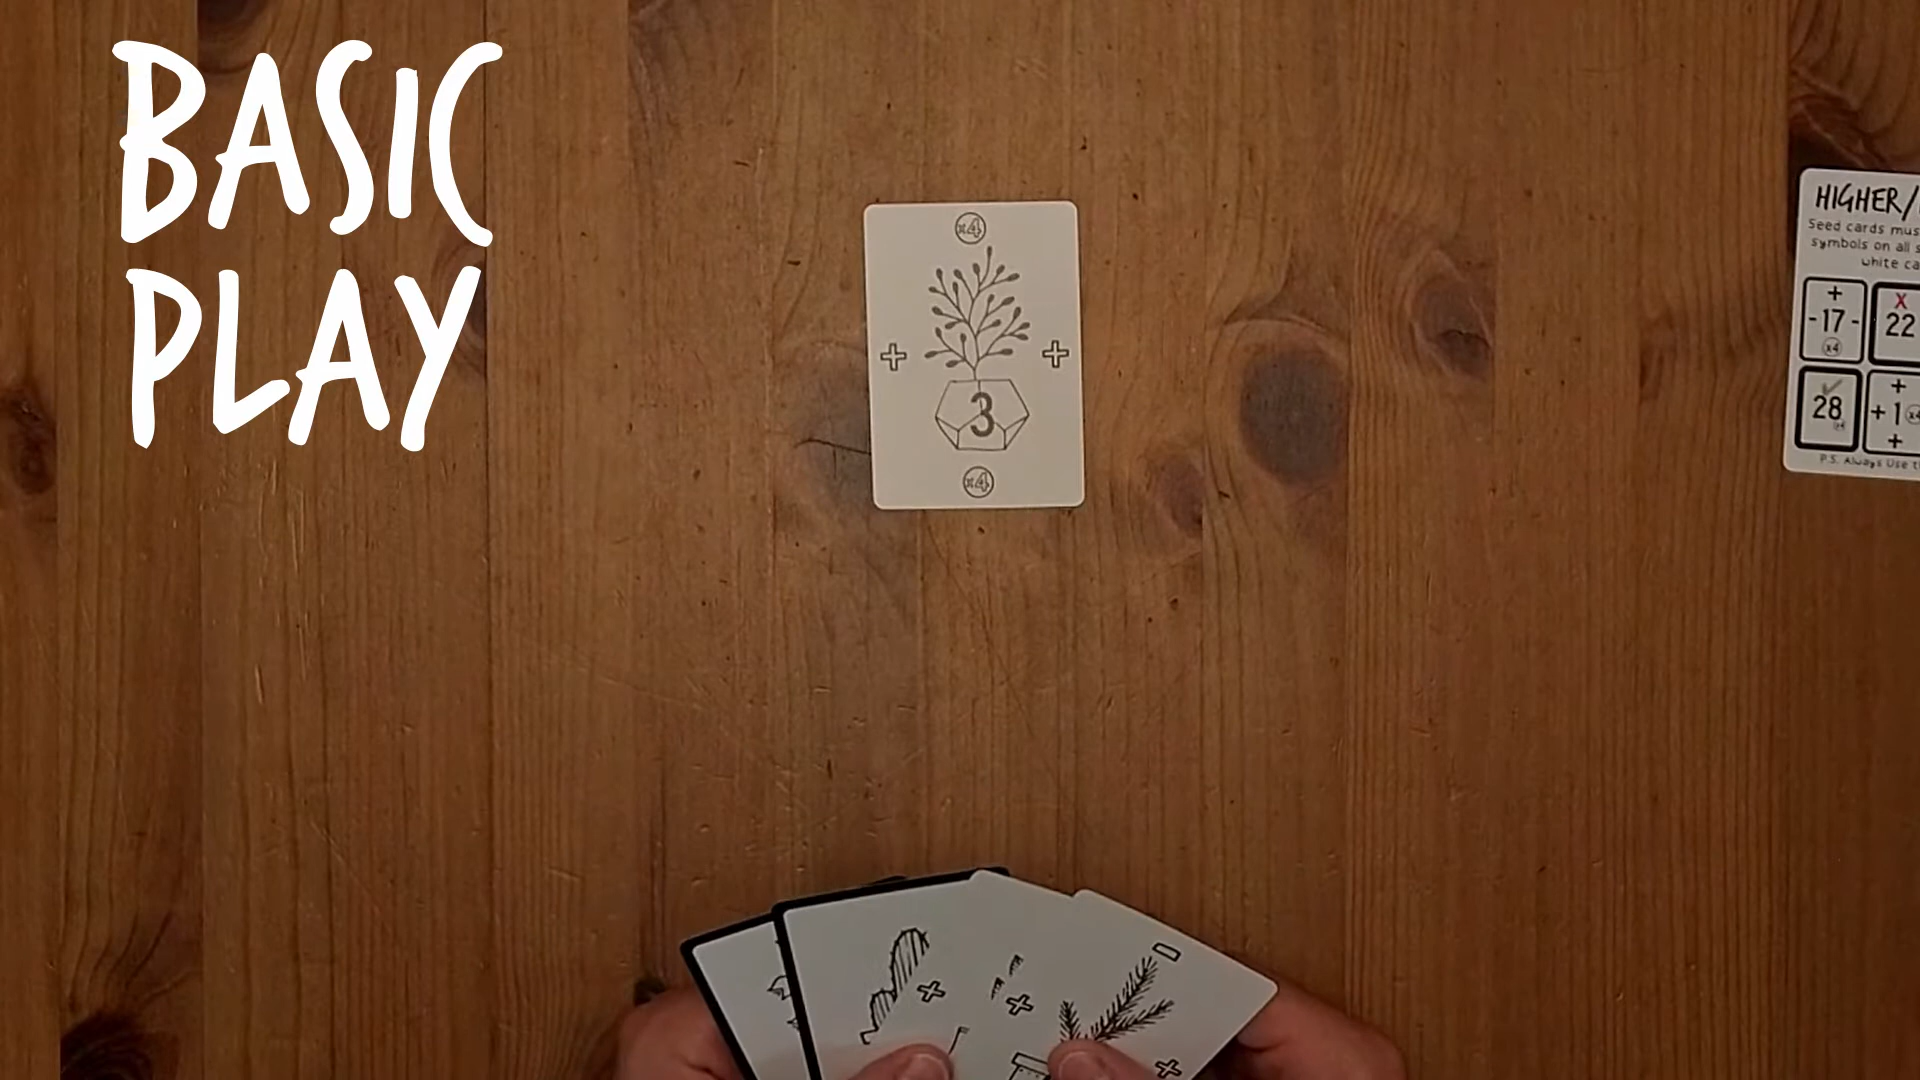 BASIC
PLAY
x4
+ +
3
x4
HIGHER/
Seed cards mus
symbols on all s
white ca
+
-17-
x4
X
22
28
x4
+
+1 x4
+
P.S. Always Use t